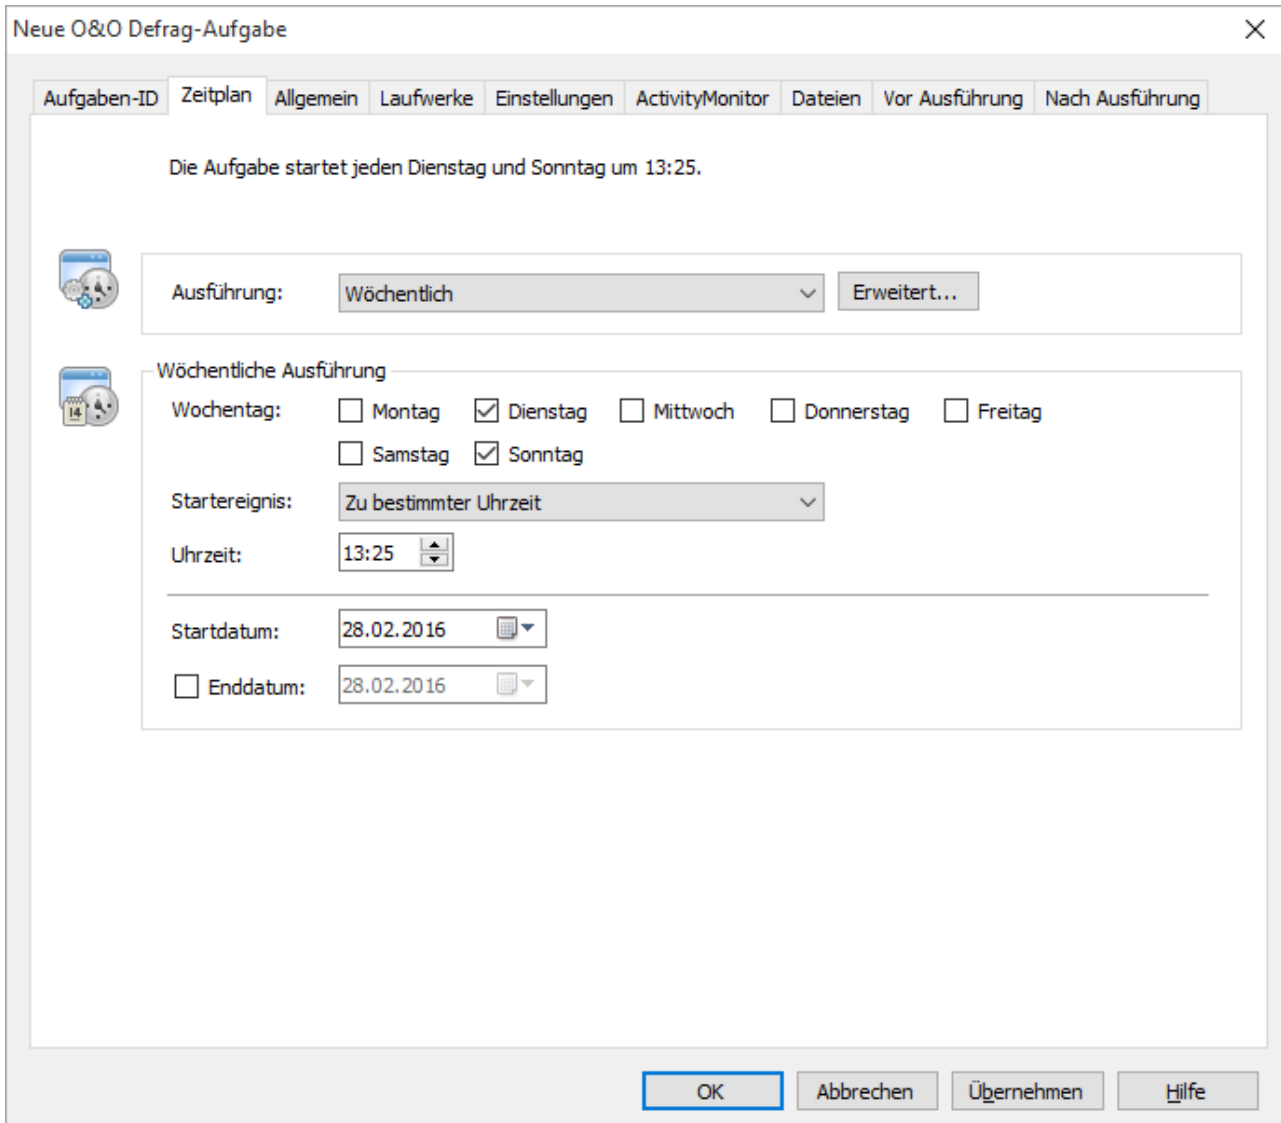 Neue O&O Defrag-Aufgabe
Aufgaben-ID Zeitplan Allgemein Laufwerke Einstellungen ActivityMonitor Dateien Vor Ausführung Nach Ausführung
Die Aufgabe startet jeden Dienstag und Sonntag um 13:25.
Ausführung: Wöchentlich Erweitert...
Wöchentliche Ausführung
Wochentag: Montag Dienstag Mittwoch Donnerstag Freitag
Samstag Sonntag
14
Startereignis: Zu bestimmter Uhrzeit
Uhrzeit: 13:25
Startdatum: 28.02.2016
Enddatum: 28.02.2016
OK Abbrechen Übernehmen Hilfe